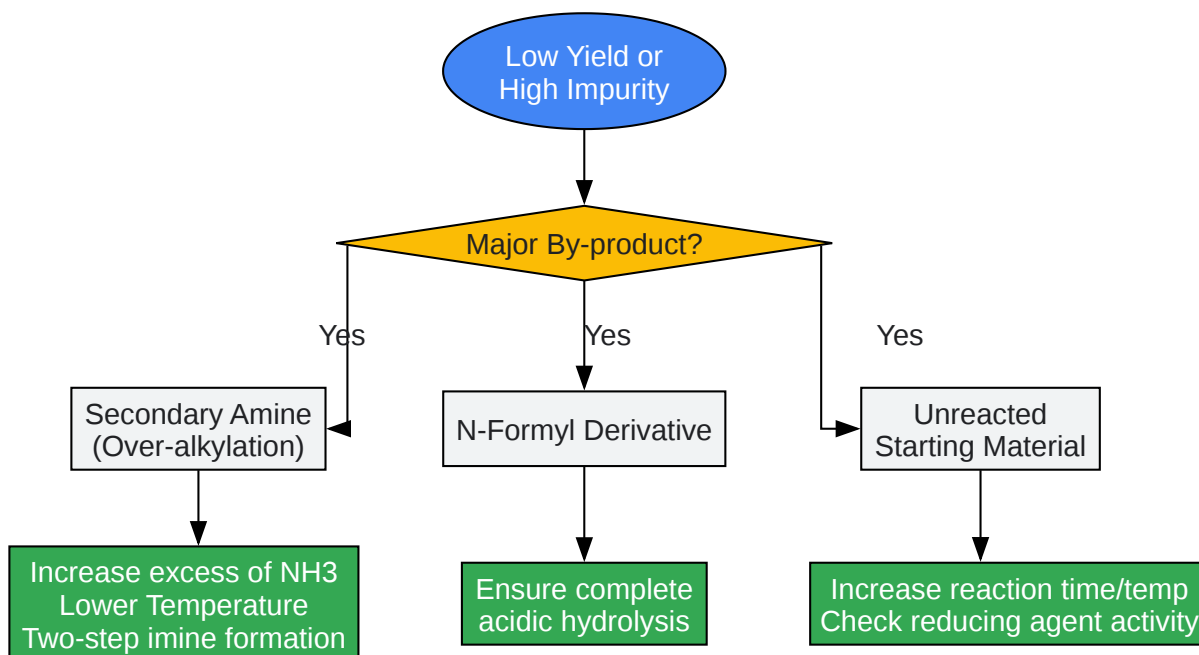 Low Yield or
High Impurity
Major By-product?
Yes
Yes
Yes
Secondary Amine
(Over-alkylation)
N-Formyl Derivative
Unreacted
Starting Material
Increase excess of NH3
Lower Temperature
Two-step imine formation
Ensure complete
acidic hydrolysis
Increase reaction time/temp
Check reducing agent activity